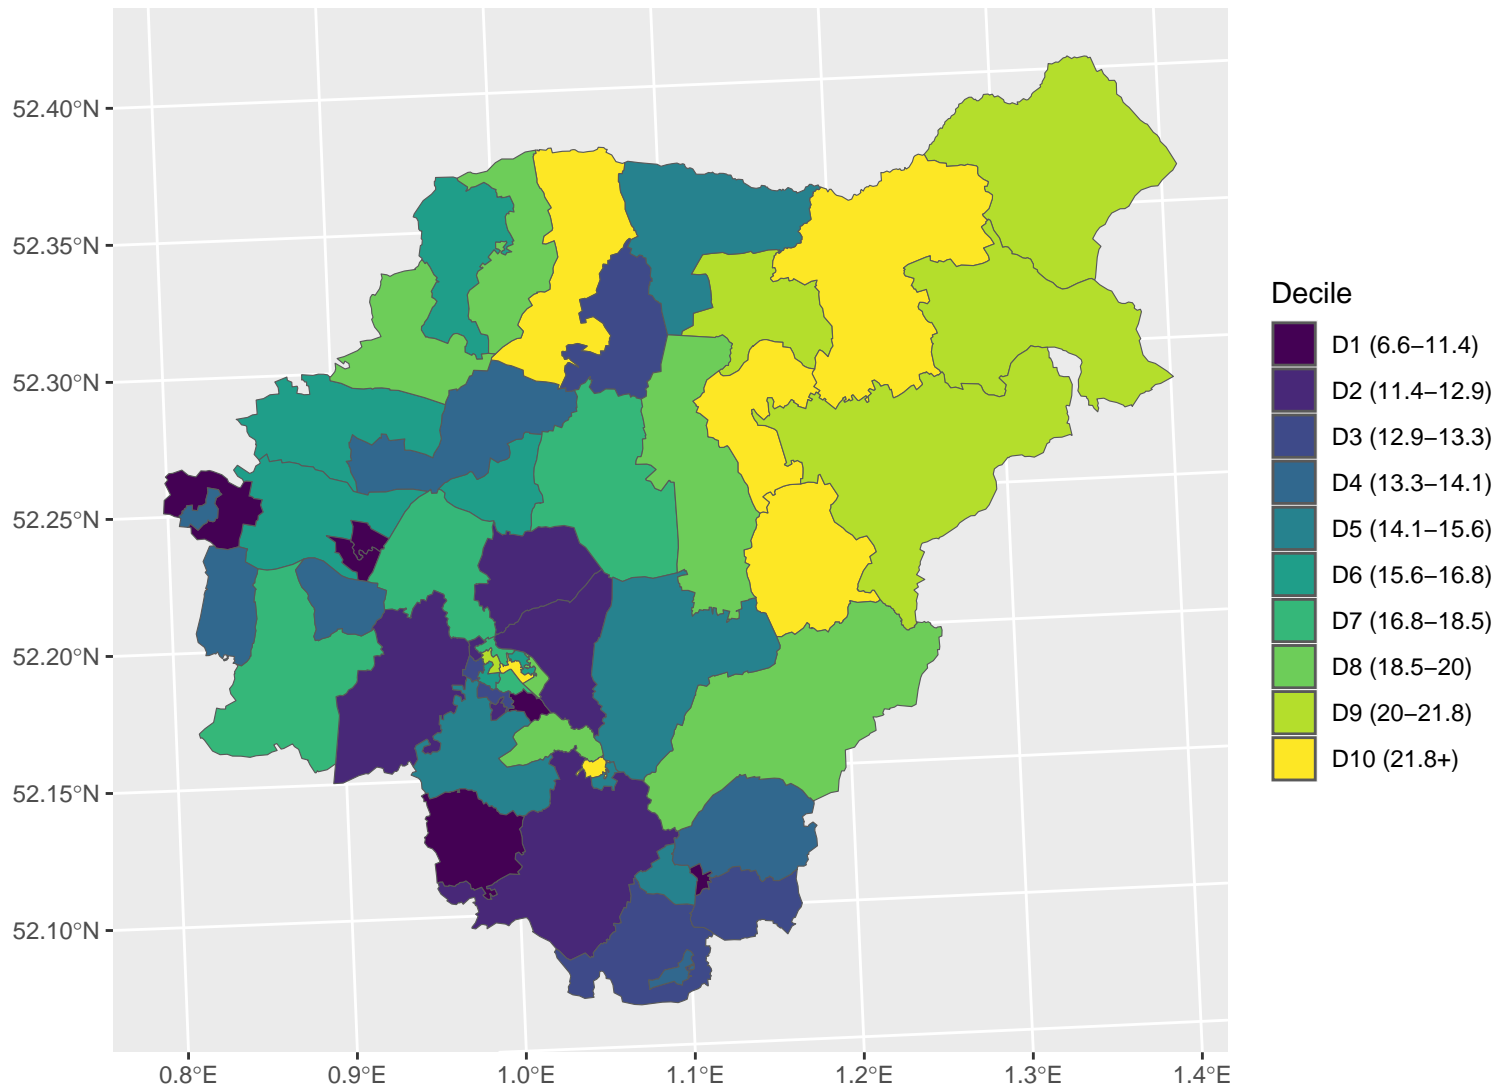 52.40°N
52.35°N
52.30°N
52.25°N
52.20°N
52.15°N
52.10°N
0.8°E 0.9°E 1.0°E 1.1°E 1.2°E 1.3°E 1.4°E
Decile
D1 (6.6–11.4)
D2 (11.4–12.9)
D3 (12.9–13.3)
D4 (13.3–14.1)
D5 (14.1–15.6)
D6 (15.6–16.8)
D7 (16.8–18.5)
D8 (18.5–20)
D9 (20–21.8)
D10 (21.8+)